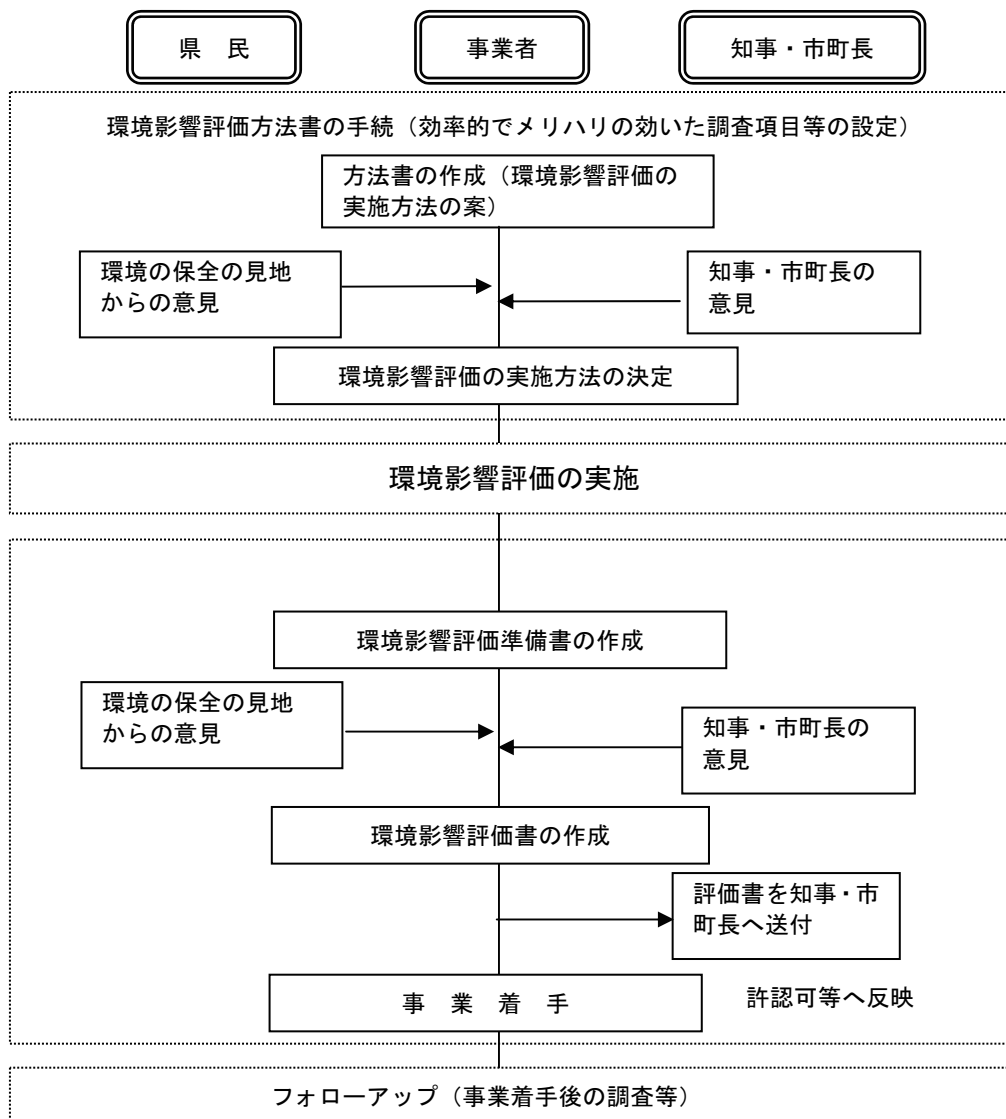 県　民
事業者
知事・市町長
環境影響評価方法書の手続（効率的でメリハリの効いた調査項目等の設定）
方法書の作成（環境影響評価の
実施方法の案）
環境の保全の見地
からの意見
知事・市町長の
意見
環境影響評価の実施方法の決定
環境影響評価の実施
環境影響評価準備書の作成
環境の保全の見地
からの意見
知事・市町長の
意見
環境影響評価書の作成
評価書を知事・市
町長へ送付
事　業　着　手
許認可等へ反映
フォローアップ（事業着手後の調査等）